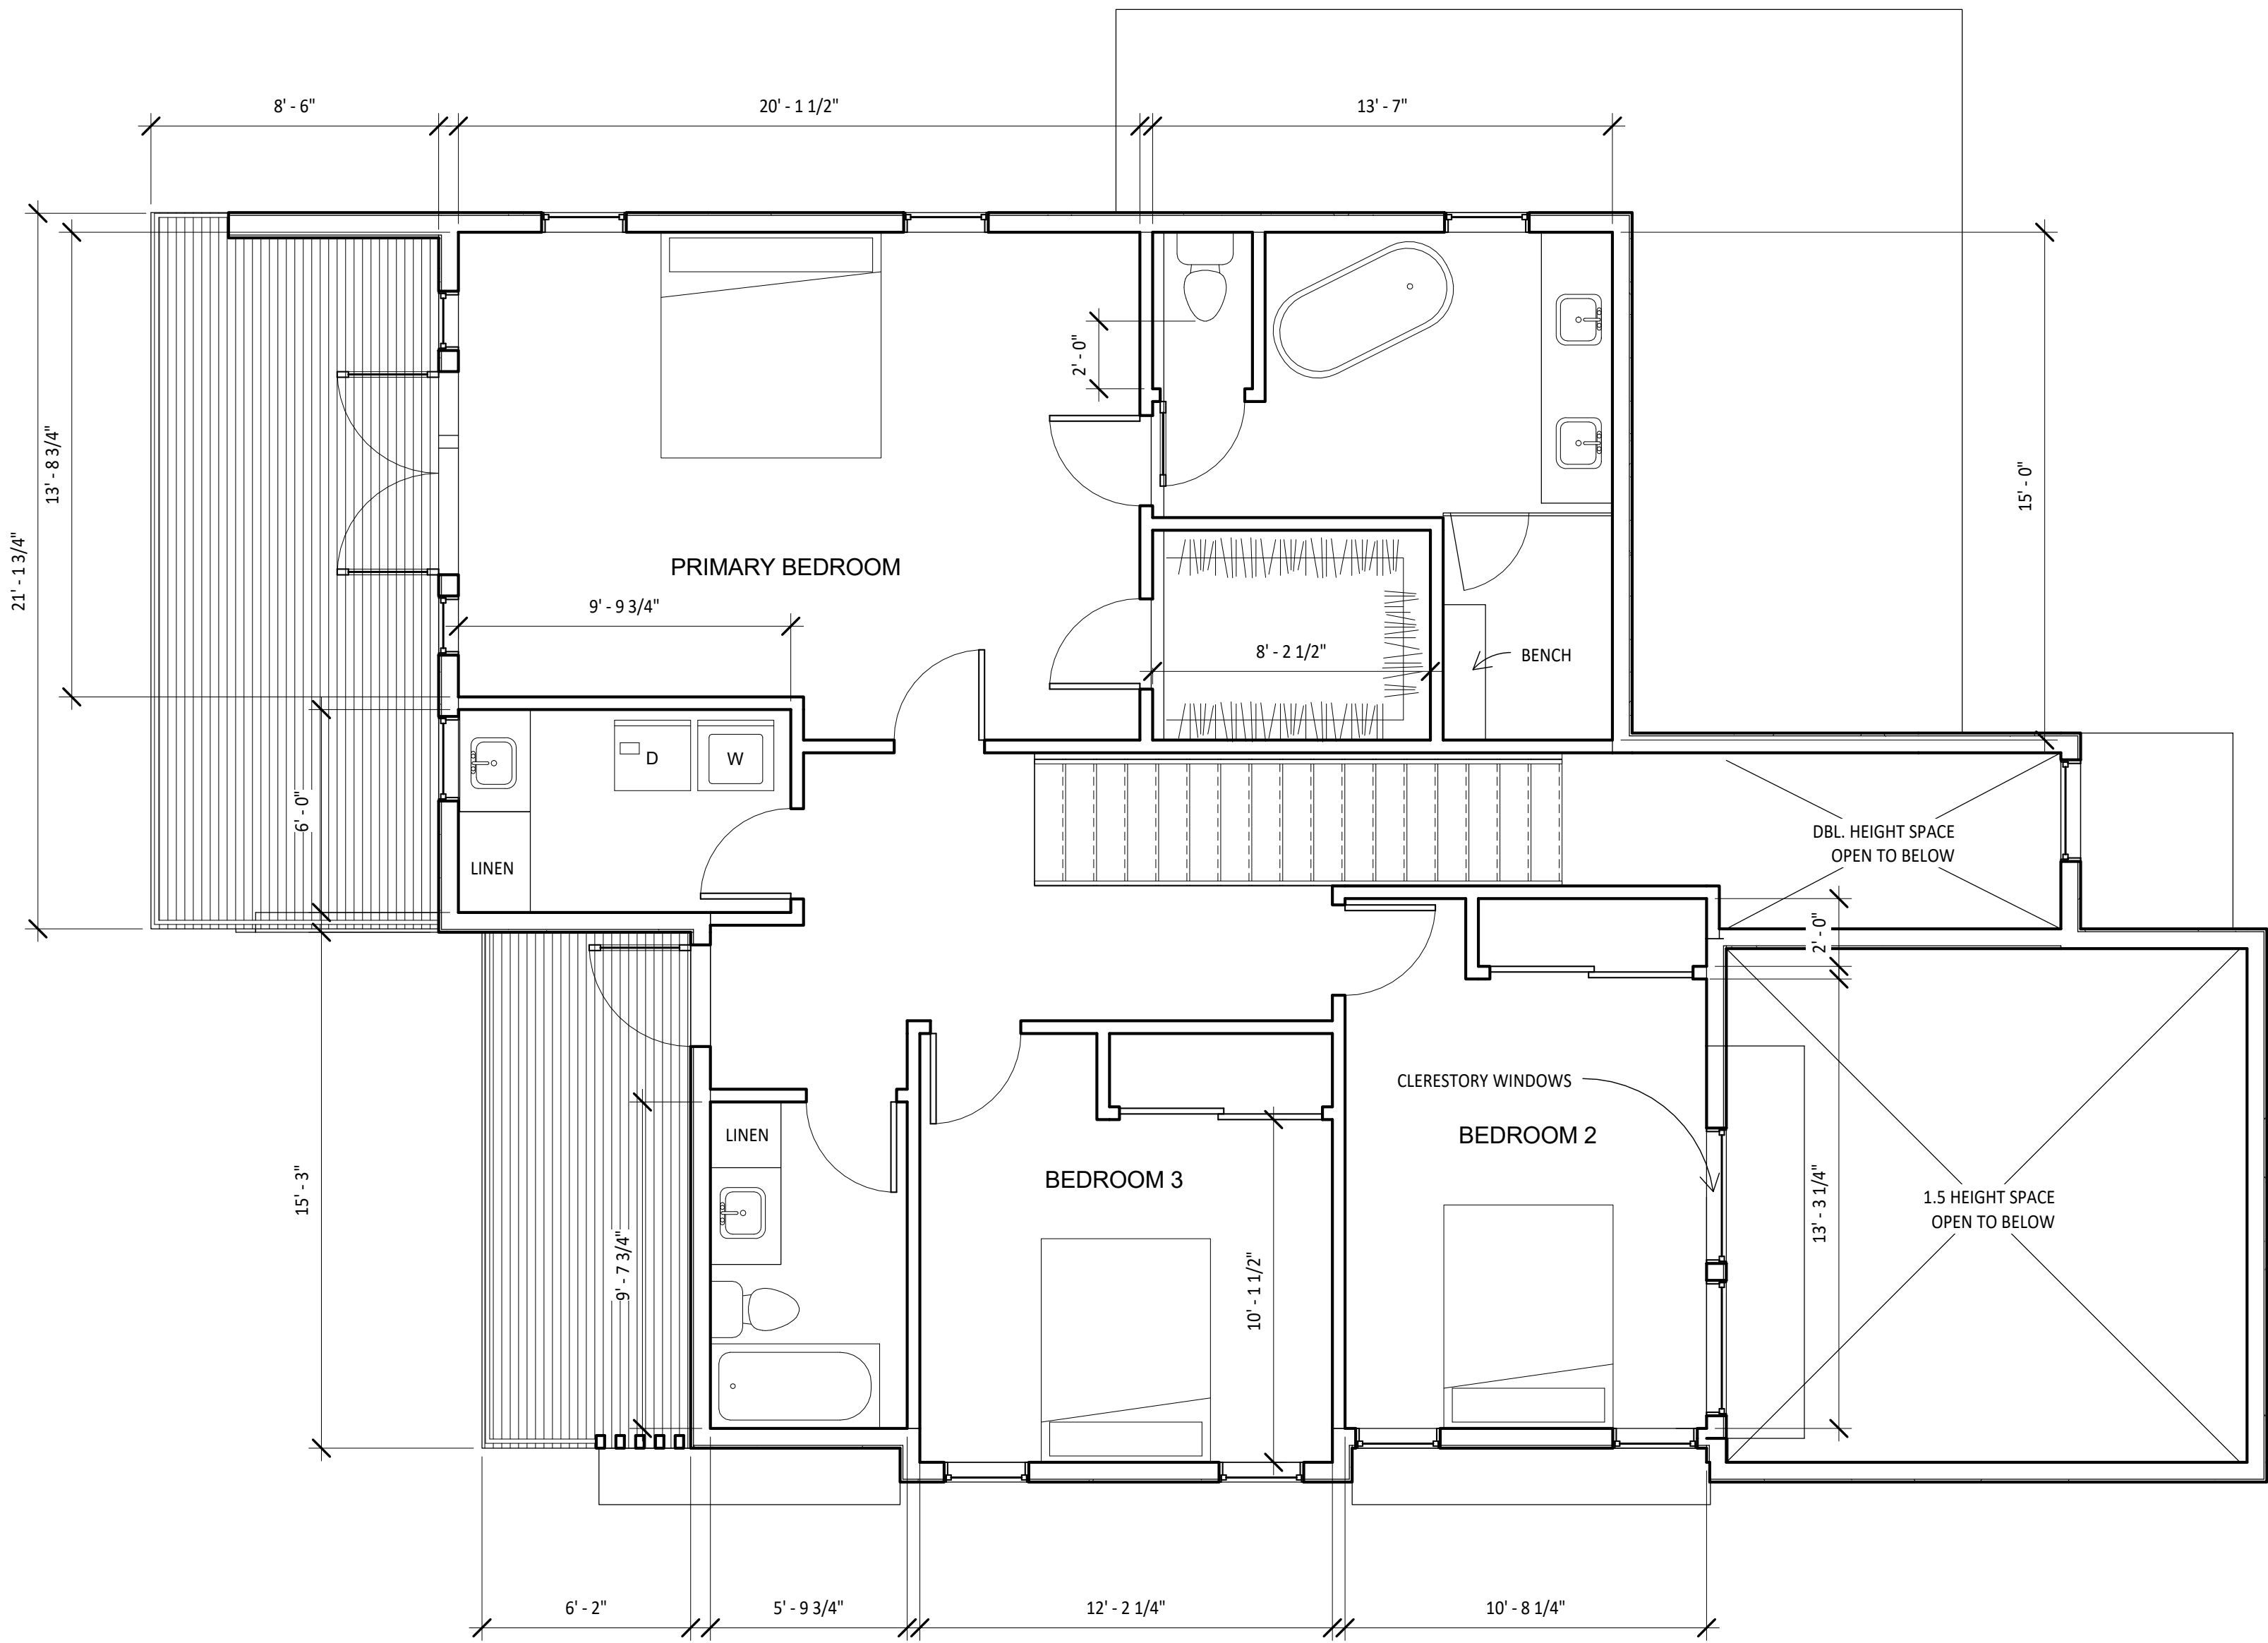 8' - 6"
20' - 1 1/2"
13' - 7"
2' - 0"
13' - 8 3/4"
15' - 0"
21' - 1 3/4"
PRIMARY BEDROOM
9' - 9 3/4"
8' - 2 1/2"
BENCH
D
W
6' - 0"
LINEN
DBL. HEIGHT SPACE
OPEN TO BELOW
2' - 0"
CLERESTORY WINDOWS
LINEN
BEDROOM 2
BEDROOM 3
15' - 3"
9' - 7 3/4"
10' - 1 1/2"
13' - 3 1/4"
1.5 HEIGHT SPACE
OPEN TO BELOW
6' - 2"
5' - 9 3/4"
12' - 2 1/4"
10' - 8 1/4"